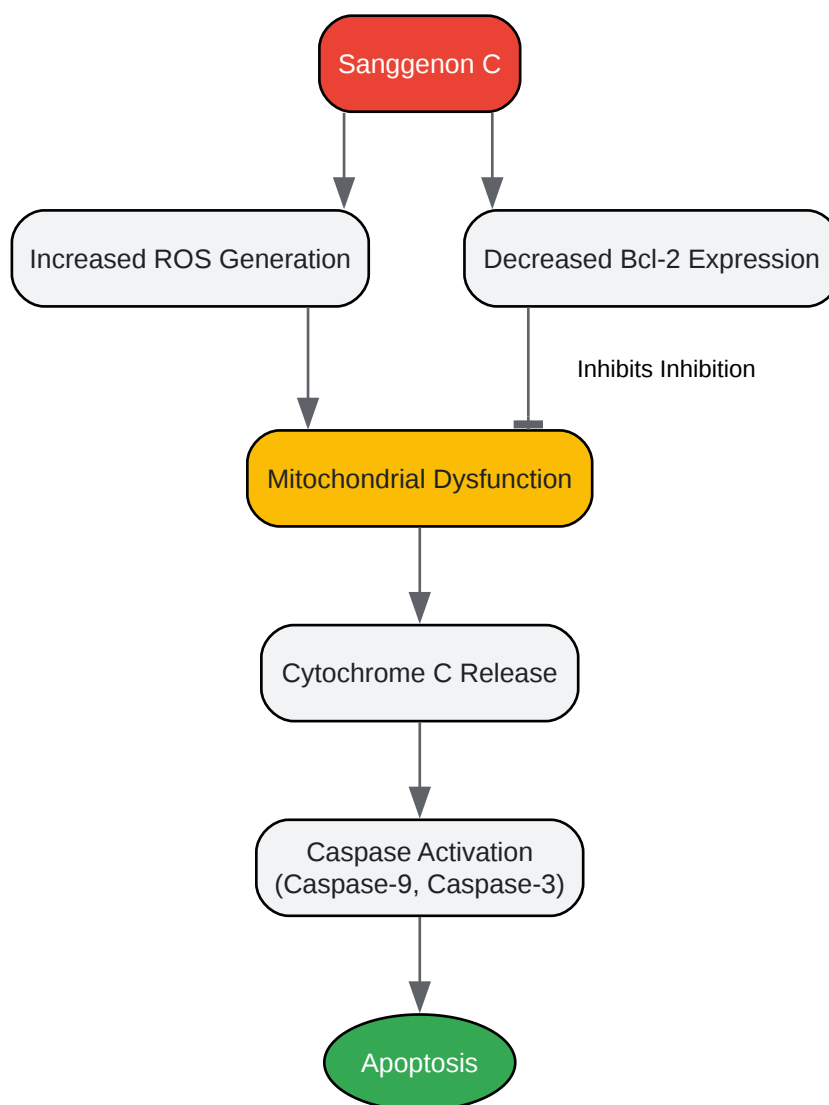 Sanggenon C
Increased ROS Generation
Decreased Bcl-2 Expression
Inhibits Inhibition
Mitochondrial Dysfunction
Cytochrome C Release
Caspase Activation
(Caspase-9, Caspase-3)
Apoptosis